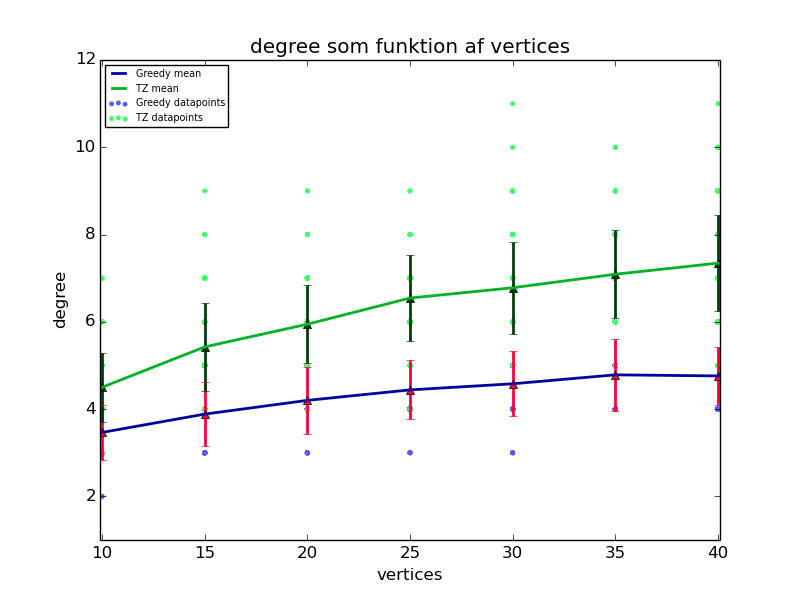 degree som funktion af vertices
12
10
8
6
4
2
degree
Greedy mean
TZ mean
Greedy datapoints
TZ datapoints
10 15 20 25 30 35 40
vertices